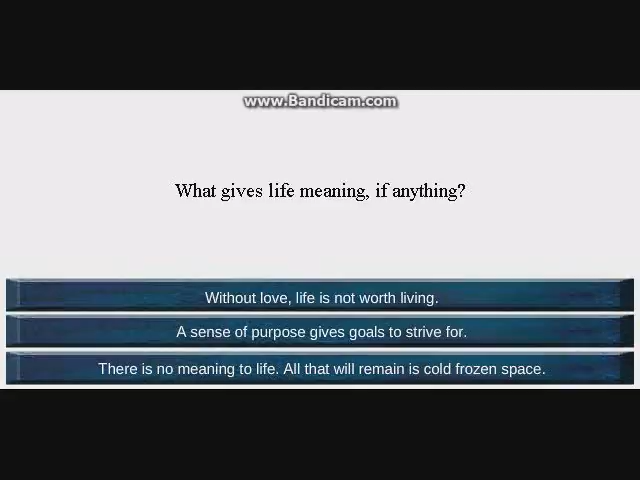 www.Bandicam.com
What gives life meaning, if anything?
Without love, life is not worth living.
A sense of purpose gives goals to strive for.
There is no meaning to life. All that will remain is cold frozen space.